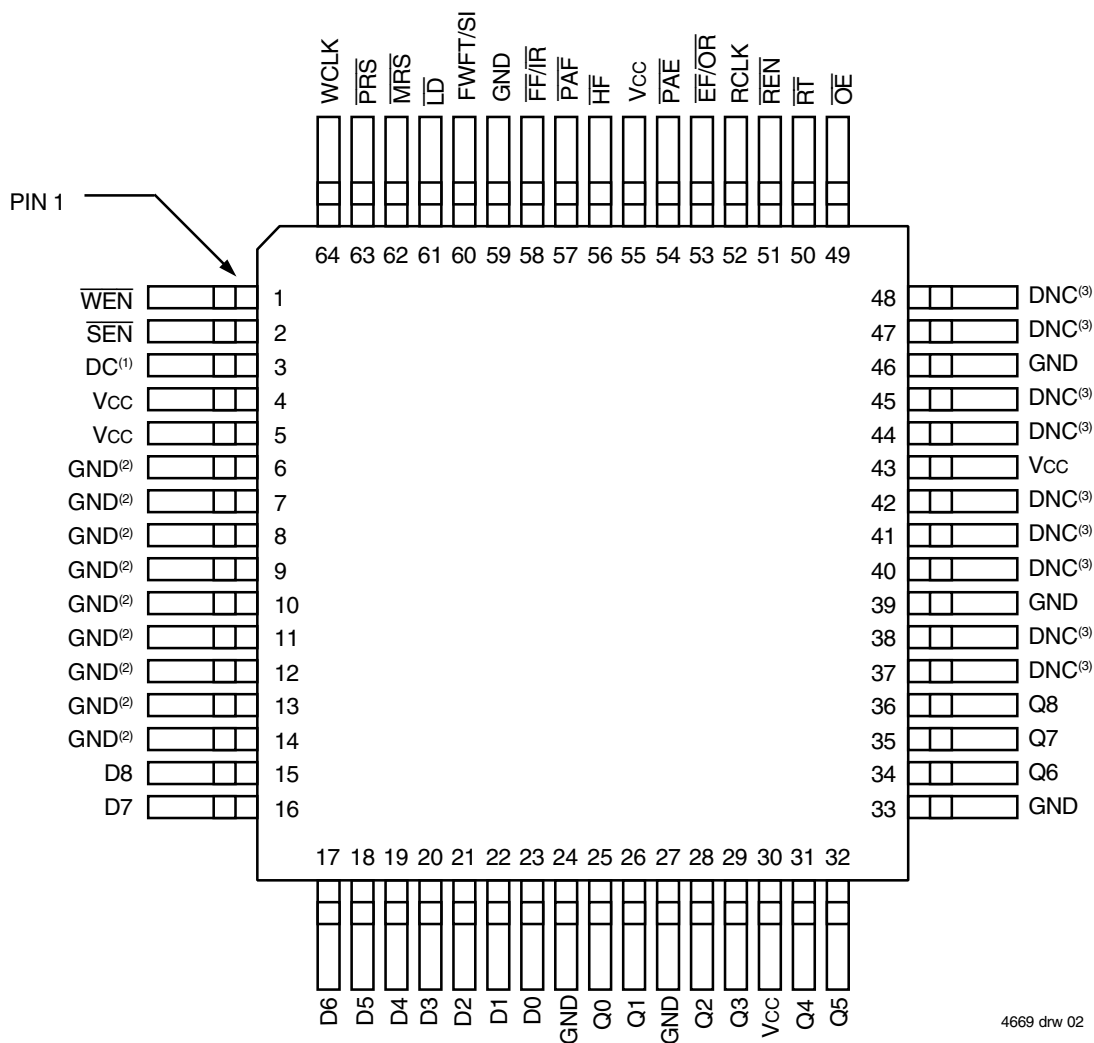 WCLK
PRS
MRS
LD
FWFT/SI
GND
FF/IR
PAF
HF
VCC
PAE
EF/OR
RCLK
REN
RT
OE
PIN 1
64 63 62 61 60 59 58 57 56 55 54 53 52 51 50 49
WEN 1
SEN 2
DC(1) 3
VCC 4
VCC 5
GND(2) 6
GND(2) 7
GND(2) 8
GND(2) 9
GND(2) 10
GND(2) 11
GND(2) 12
GND(2) 13
GND(2) 14
D8 15
D7 16
48 DNC(3)
47 DNC(3)
46 GND
45 DNC(3)
44 DNC(3)
43 VCC
42 DNC(3)
41 DNC(3)
40 DNC(3)
39 GND
38 DNC(3)
37 DNC(3)
36 Q8
35 Q7
34 Q6
33 GND
17 18 19 20 21 22 23 24 25 26 27 28 29 30 31 32
D6
D5
D4
D3
D2
D1
D0
GND
Q0
Q1
GND
Q2
Q3
VCC
Q4
Q5
4669 drw 02